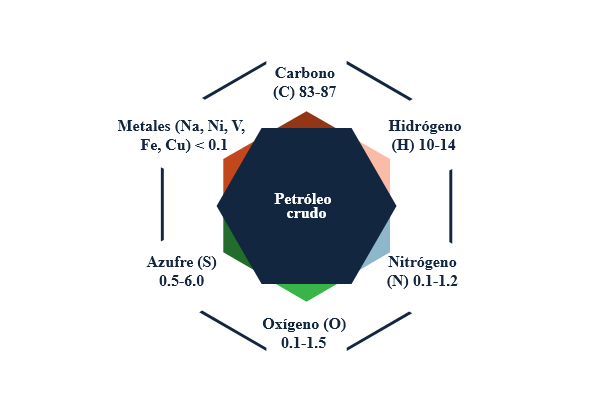 Carbono
(C) 83-87
Metales (Na, Ni, V,
Fe, Cu) < 0.1
Hidrógeno
(H) 10-14
Petróleo
crudo
Azufre (S)
0.5-6.0
Nitrógeno
(N) 0.1-1.2
Oxígeno (O)
0.1-1.5